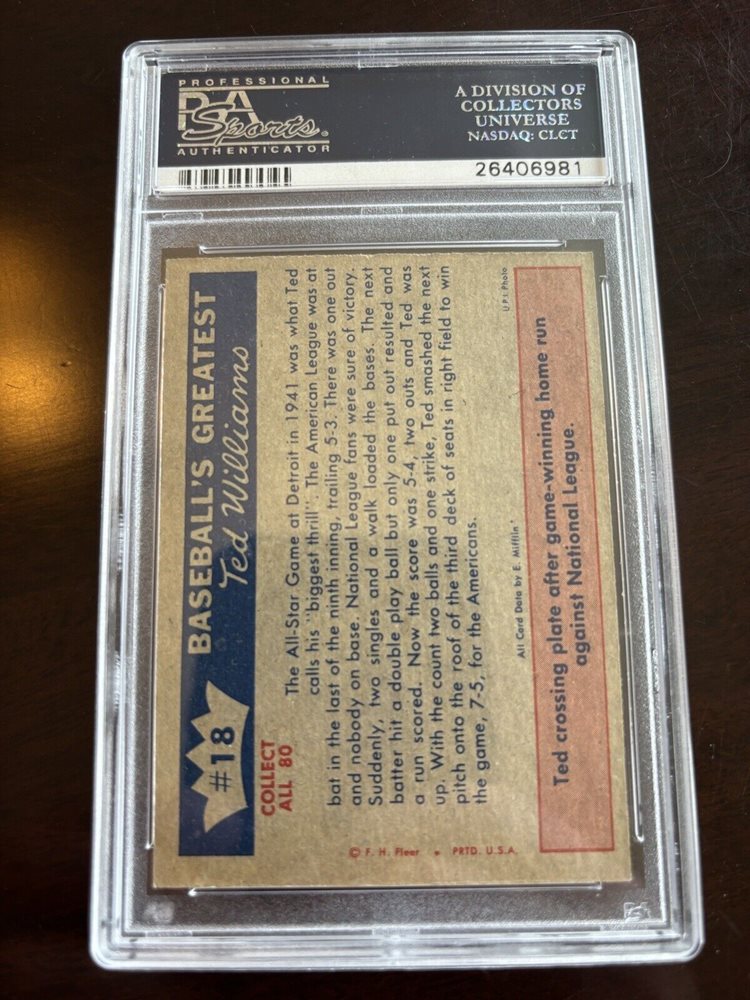 PROFESSIONAL
PSA
Sports
AUTHENTICATOR
A DIVISION OF
COLLECTORS
UNIVERSE
NASDAQ: CLCT
26406981
#18
BASEBALL'S GREATEST
Ted Williams
COLLECT
ALL 80
The All-Star Game at Detroit in 1941 was what Ted
calls his "biggest thrill". The American League was at
bat in the last of the ninth inning, trailing 5-3. There was one out
and nobody on base. National League fans were sure of victory.
Suddenly, two singles and a walk loaded the bases. The next
batter hit a double play ball but only one put out resulted and
a run scored. Now the score was 5-4, two outs and Ted was
up. With the count two balls and one strike, Ted smashed the next
pitch onto the roof of the third deck of seats in right field to win
the game, 7-5, for the Americans.
All Card Data by E. Mifflin
UPI Photo
© F. H. Fleer • PRTD. U.S.A.
Ted crossing plate after game-winning home run
against National League.
PSA